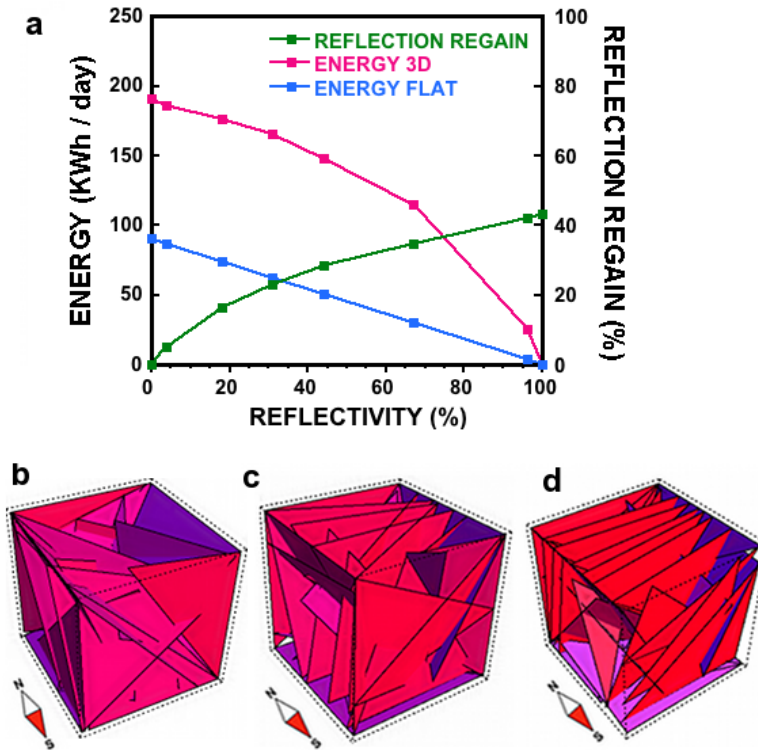 a
250
200
150
100
50
0
ENERGY (KWh / day)
REFLECTION REGAIN
ENERGY 3D
ENERGY FLAT
100
80
60
40
20
0
REFLECTION REGAIN (%)
0 20 40 60 80 100
REFLECTIVITY (%)
b c d
N S N S N S